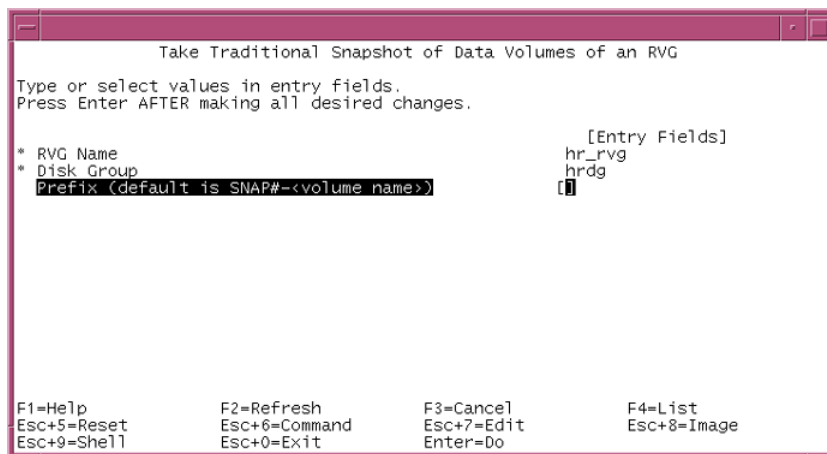 Take Traditional Snapshot of Data Volumes of an RVG
Type or select values in entry fields.
Press Enter AFTER making all desired changes.
[Entry Fields]
* RVG Name hr_rvg
* Disk Group hrdg
Prefix (default is SNAP#-<volume name>) []
F1=Help F2=Refresh F3=Cancel F4=List
Esc+5=Reset Esc+6=Command Esc+7=Edit Esc+8=Image
Esc+9=Shell Esc+0=Exit Enter=Do